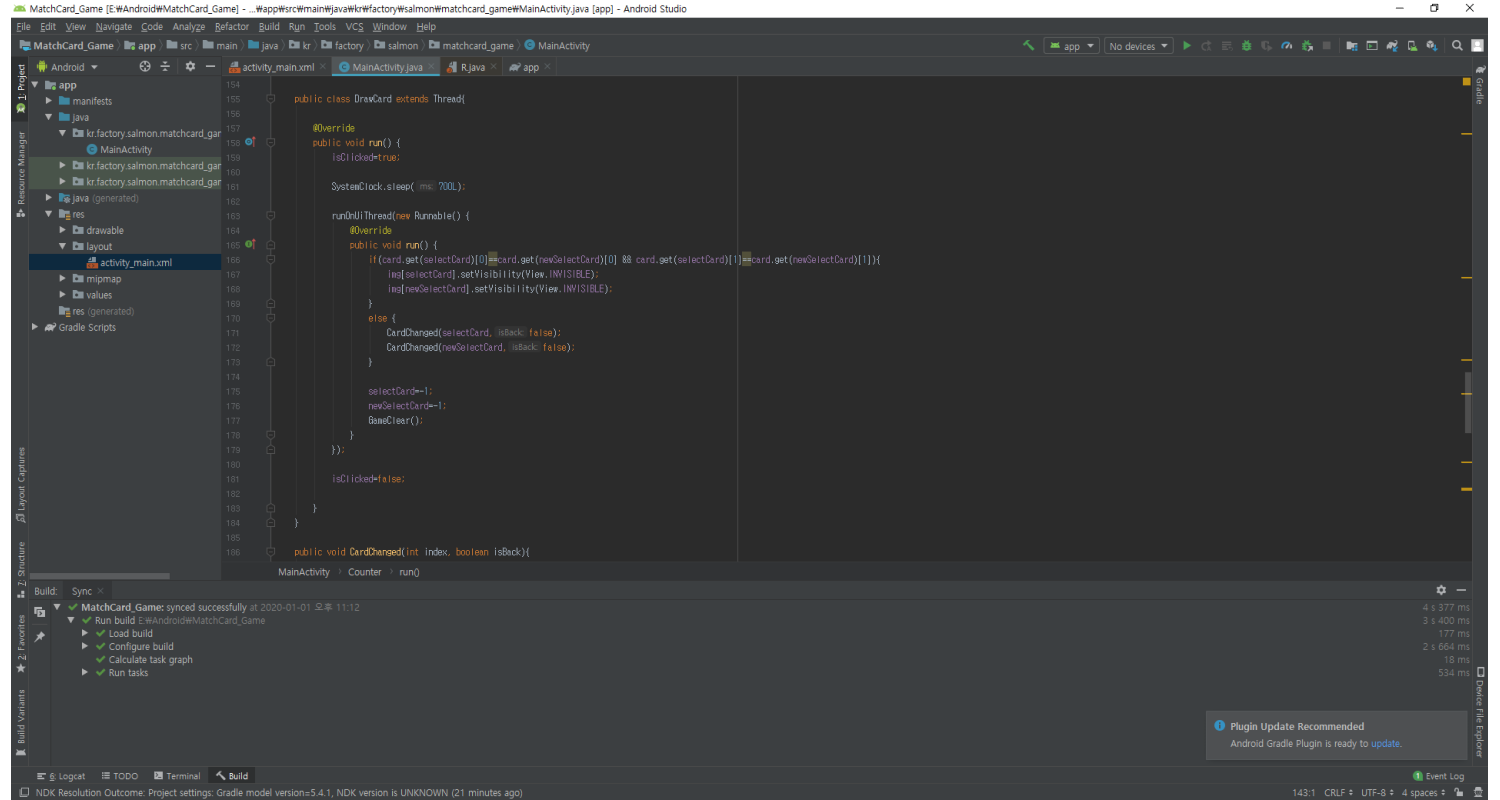 MatchCard_Game [E:₩Android₩MatchCard_Game] - ...₩app₩src₩main₩java₩kr₩factory₩salmon₩matchcard_game₩MainActivity.java [app] - Android Studio
File Edit View Navigate Code Analyze Refactor Build Run Tools VCS Window Help
MatchCard_Game app src main java kr factory salmon matchcard_game MainActivity
app No devices
Android
activity_main.xml MainActivity.java R.java app
1: Project
Resource Manager
Layout Captures
Z: Structure
2: Favorites
Build Variants
app
manifests
java
kr.factory.salmon.matchcard_gar
MainActivity
kr.factory.salmon.matchcard_gar
kr.factory.salmon.matchcard_gar
java (generated)
res
drawable
layout
activity_main.xml
mipmap
values
res (generated)
Gradle Scripts
154
155 public class DrawCard extends Thread{
156
157 @Override
158 public void run() {
159 isClicked=true;
160
161 SystemClock.sleep( ms: 700L);
162
163 runOnUiThread(new Runnable() {
164 @Override
165 public void run() {
166 if(card.get(selectCard)[0]==card.get(newSelectCard)[0] && card.get(selectCard)[1]==card.get(newSelectCard)[1]){
167 img[selectCard].setVisibility(View.INVISIBLE);
168 img[newSelectCard].setVisibility(View.INVISIBLE);
169 }
170 else {
171 CardChanged(selectCard, isBack: false);
172 CardChanged(newSelectCard, isBack: false);
173 }
174
175 selectCard=-1;
176 newSelectCard=-1;
177 GameClear();
178 }
179 });
180
181 isClicked=false;
182
183 }
184 }
185
186 public void CardChanged(int index, boolean isBack){
MainActivity Counter run()
Gradle
Device File Explorer
Build: Sync
MatchCard_Game: synced successfully at 2020-01-01 오후 11:12 4 s 377 ms
Run build E:₩Android₩MatchCard_Game 3 s 400 ms
Load build 177 ms
Configure build 2 s 664 ms
Calculate task graph 18 ms
Run tasks 534 ms
Plugin Update Recommended
Android Gradle Plugin is ready to update.
6: Logcat TODO Terminal Build 1 Event Log
NDK Resolution Outcome: Project settings: Gradle model version=5.4.1, NDK version is UNKNOWN (21 minutes ago) 143:1 CRLF UTF-8 4 spaces